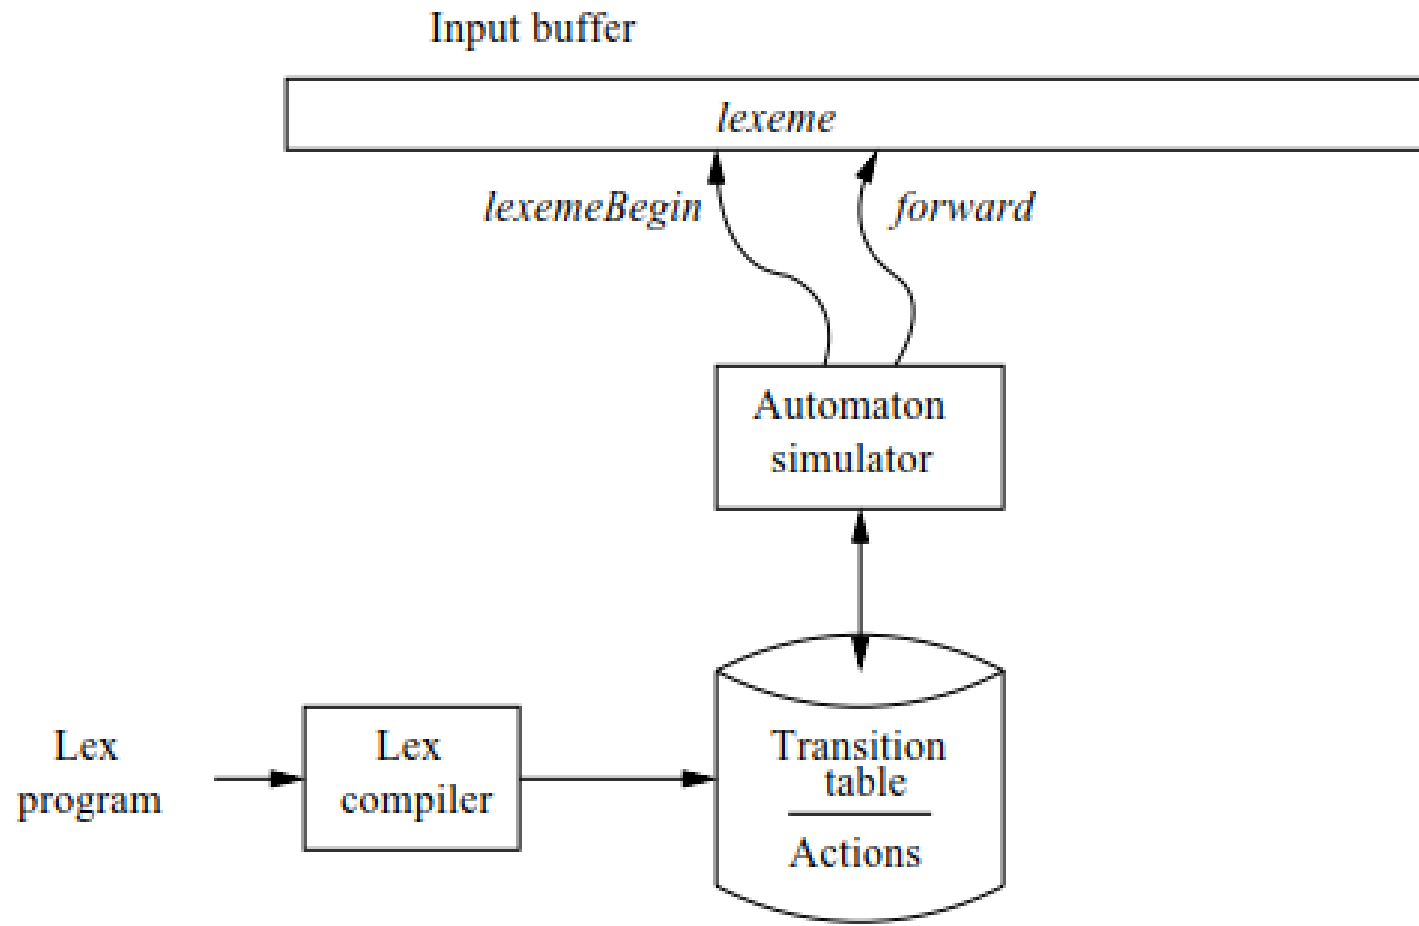 Input buffer
lexeme
lexemeBegin
forward
Automaton
simulator
Lex
program
Lex
compiler
Transition
table
Actions